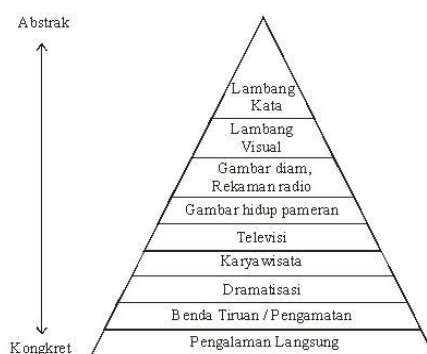 Abstrak
Lambang
Kata
Lambang
Visual
Gambar diam,
Rekaman radio
Gambar hidup pameran
Televisi
Karyawisata
Dramatisasi
Benda Tiruan / Pengamatan
Pengalaman Langsung
Kongkret